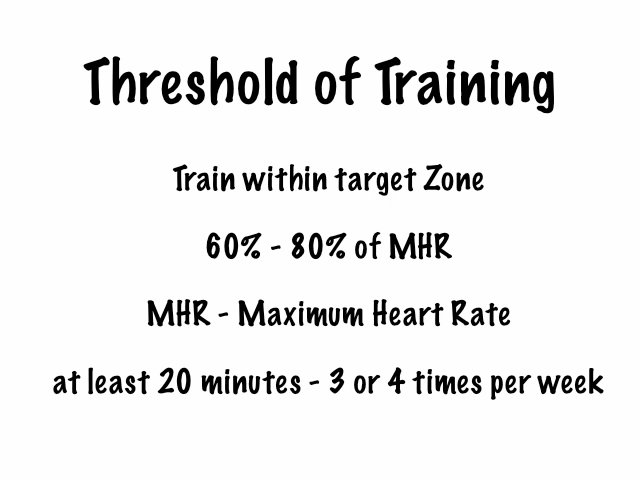 Threshold of Training
Train within target Zone
60% - 80% of MHR
MHR - Maximum Heart Rate
at least 20 minutes - 3 or 4 times per week